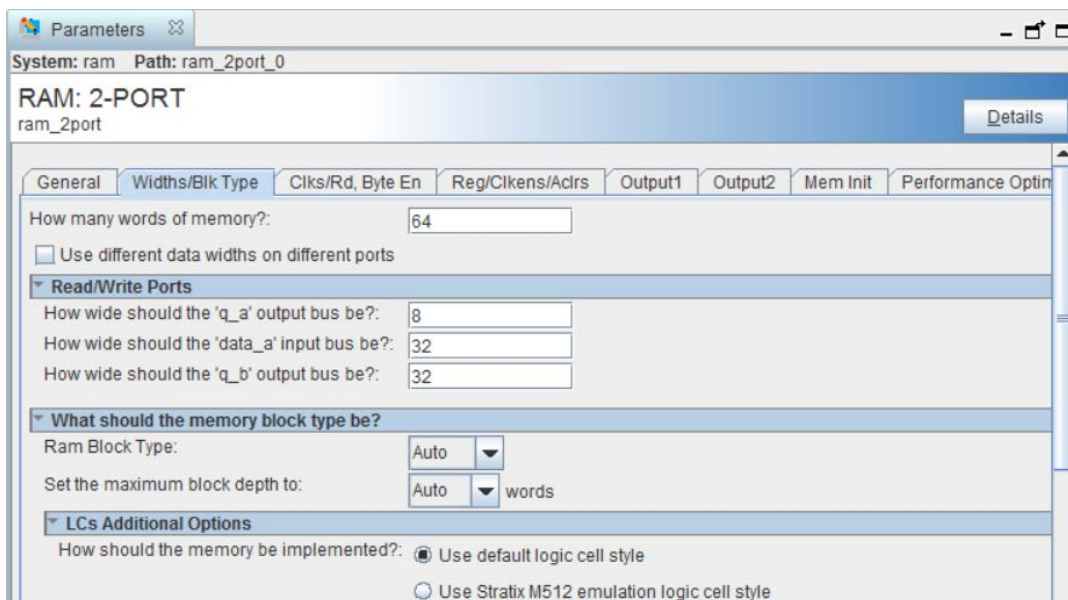 Parameters
System: ram Path: ram_2port_0
RAM: 2-PORT
ram_2port
Details
General Widths/Blk Type Clks/Rd, Byte En Reg/Clkens/Aclrs Output1 Output2 Mem Init Performance Optim
How many words of memory?: 64
Use different data widths on different ports
Read/Write Ports
How wide should the 'q_a' output bus be?: 8
How wide should the 'data_a' input bus be?: 32
How wide should the 'q_b' output bus be?: 32
What should the memory block type be?
Ram Block Type: Auto
Set the maximum block depth to: Auto words
LCs Additional Options
How should the memory be implemented?: Use default logic cell style
Use Stratix M512 emulation logic cell style